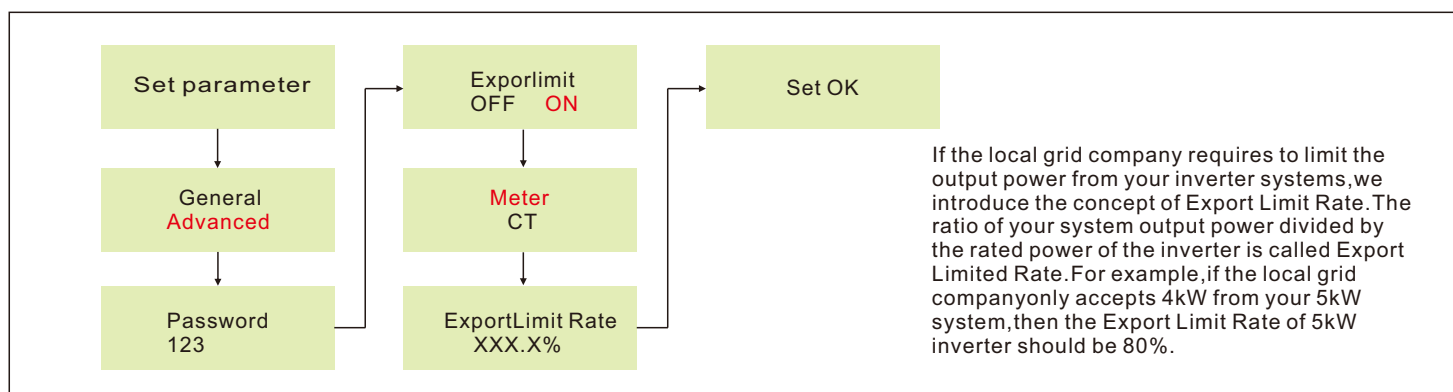 Set parameter
General
Advanced
Password
123
Exporlimit
OFF ON
Meter
CT
ExportLimit Rate
XXX.X%
Set OK
If the local grid company requires to limit the
output power from your inverter systems,we
introduce the concept of Export Limit Rate.The
ratio of your system output power divided by
the rated power of the inverter is called Export
Limited Rate.For example,if the local grid
companyonly accepts 4kW from your 5kW
system,then the Export Limit Rate of 5kW
inverter should be 80%.